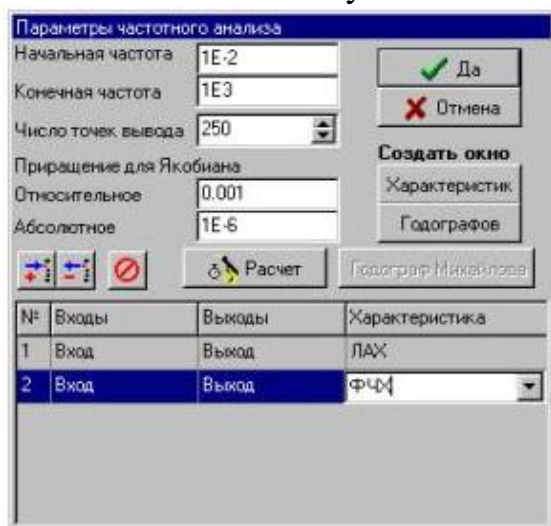 Параметры частотного анализа
Начальная частота 1E-2
Да
Конечная частота 1E3
Отмена
Число точек вывода 250
Создать окно
Приращение для Якобиана
Характеристик
Относительное 0.001
Абсолютное 1E-6
Годографов
Расчет
Годограф Михайлова
№ Входы Выходы Характеристика
1 Вход Выход ЛАХ
2 Вход Выход ФЧХ